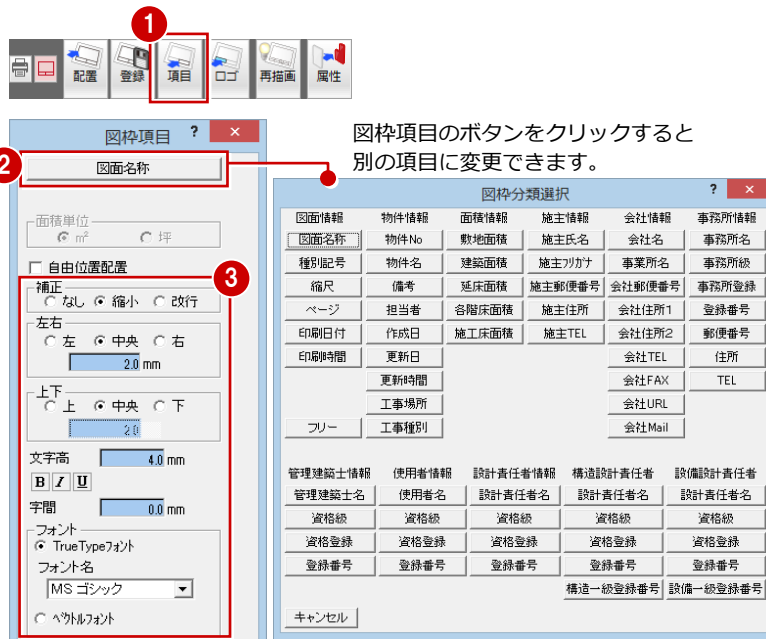 1
配置 登録 項目 ロゴ 再描画 属性
図枠項目 ? ×
2
図面名称
図枠項目のボタンをクリックすると
別の項目に変更できます。
面積単位
㎡ 坪
自由位置配置
3
補正
なし 縮小 改行
左右
左 中央 右
2.0 mm
上下
上 中央 下
2.0
文字高 4.0 mm
B I U
字間 0.0 mm
フォント
TrueTypeフォント
フォント名
MS ゴシック
ベクトルフォント
図枠分類選択 ? ×
図面情報 物件情報 面積情報 施主情報 会社情報 事務所情報
図面名称 物件No 敷地面積 施主氏名 会社名 事務所名
種別記号 物件名 建築面積 施主フリガナ 事業所名 事務所級
縮尺 備考 延床面積 施主郵便番号 会社郵便番号 事務所登録
ページ 担当者 各階床面積 施主住所 会社住所1 登録番号
印刷日付 作成日 施工床面積 施主TEL 会社住所2 郵便番号
印刷時間 更新日 会社TEL 住所
更新時間 会社FAX TEL
工事場所 会社URL
フリー 工事種別 会社Mail
管理建築士情報 使用者情報 設計責任者情報 構造設計責任者 設備設計責任者
管理建築士名 使用者名 設計責任者名 設計責任者名 設計責任者名
資格級 資格級 資格級 資格級 資格級
資格登録 資格登録 資格登録 資格登録 資格登録
登録番号 登録番号 登録番号 登録番号 登録番号
構造一級登録番号 設備一級登録番号
キャンセル